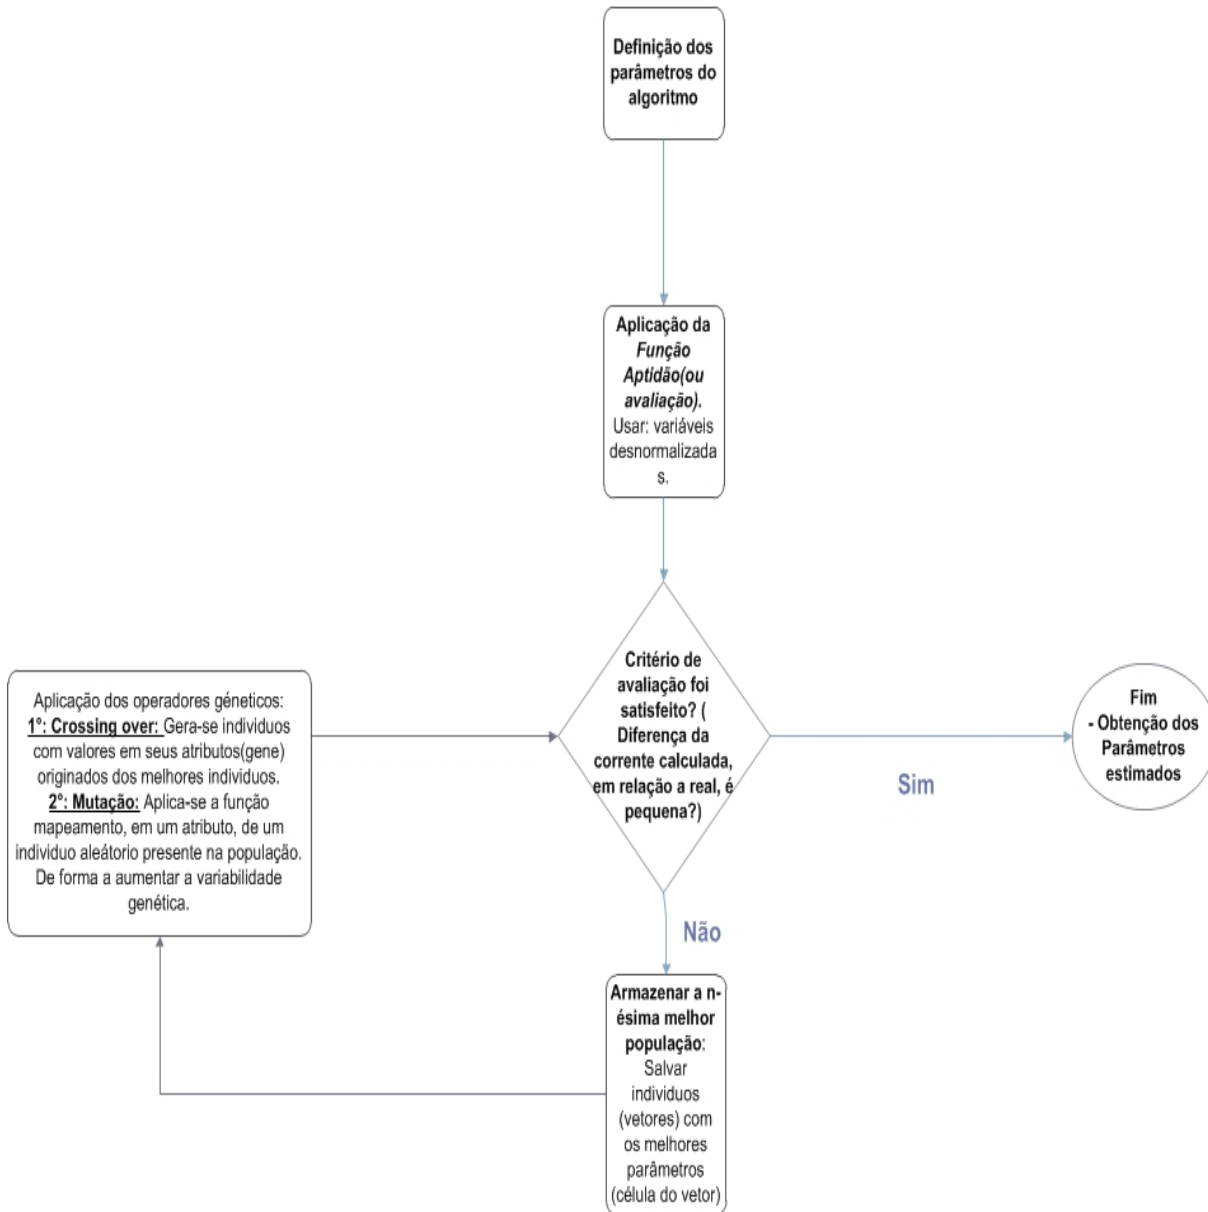 Definição dos
parâmetros do
algoritmo
Aplicação da
Função
Aptidão(ou
avaliação).
Usar: variáveis
desnormalizada
s.
Critério de
avaliação foi
satisfeito? (
Diferença da
corrente calculada,
em relação a real, é
pequena?)
Sim
Fim
- Obtenção dos
Parâmetros
estimados
Não
Armazenar a n-
ésima melhor
população:
Salvar
individuos
(vetores) com
os melhores
parâmetros
(célula do vetor)
Aplicação dos operadores géneticos:
1°: Crossing over: Gera-se individuos
com valores em seus atributos(gene)
originados dos melhores individuos.
2°: Mutação: Aplica-se a função
mapeamento, em um atributo, de um
individuo aleátorio presente na população.
De forma a aumentar a variabilidade
genética.